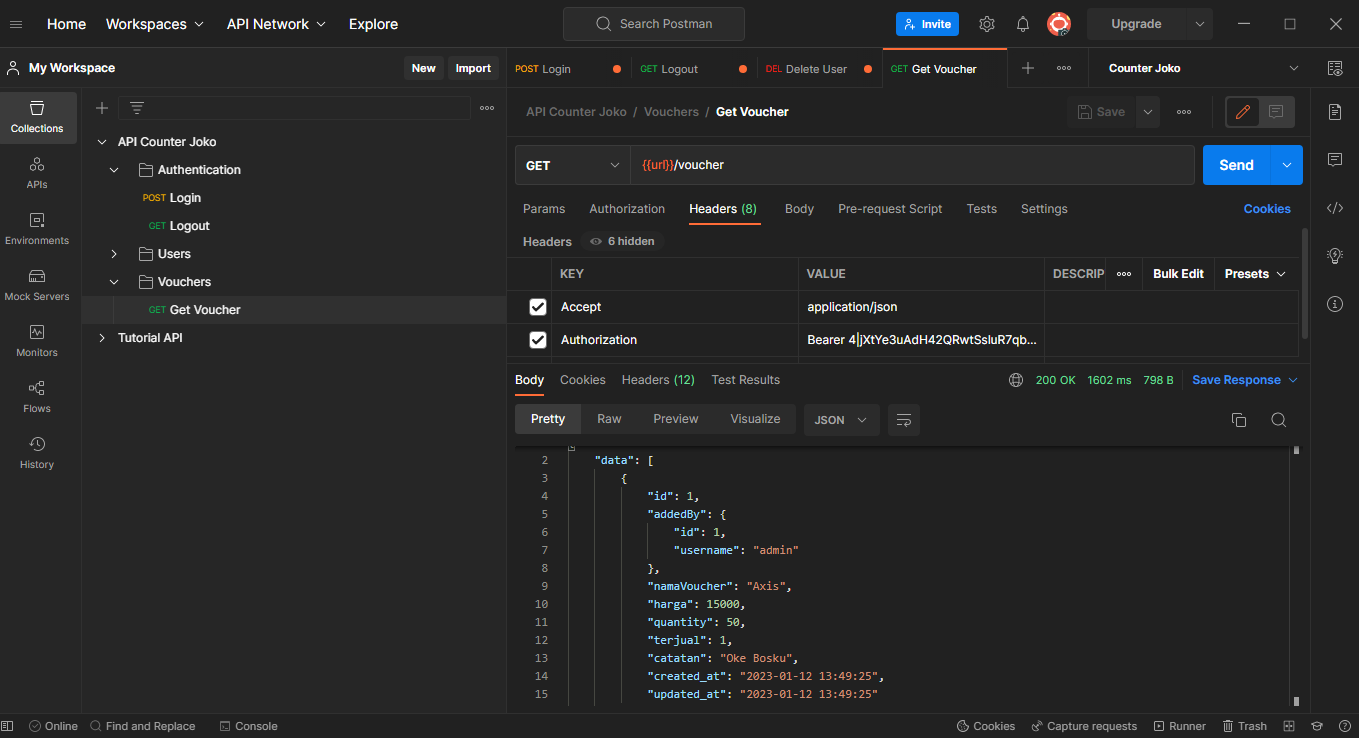 Home Workspaces API Network Explore Search Postman Invite Upgrade
My Workspace New Import
POST Login GET Logout DEL Delete User GET Get Voucher Counter Joko
Collections
APIs
Environments
Mock Servers
Monitors
Flows
History
API Counter Joko
Authentication
POST Login
GET Logout
Users
Vouchers
GET Get Voucher
Tutorial API
API Counter Joko / Vouchers / Get Voucher Save
GET {{url}}/voucher Send
Params Authorization Headers (8) Body Pre-request Script Tests Settings Cookies
Headers 6 hidden
KEY VALUE DESCRIP Bulk Edit Presets
Accept application/json
Authorization Bearer 4|jXtYe3uAdH42QRwtSsluR7qb...
Body Cookies Headers (12) Test Results 200 OK 1602 ms 798 B Save Response
Pretty Raw Preview Visualize JSON
2 "data": [
3 {
4 "id": 1,
5 "addedBy": {
6 "id": 1,
7 "username": "admin"
8 },
9 "namaVoucher": "Axis",
10 "harga": 15000,
11 "quantity": 50,
12 "terjual": 1,
13 "catatan": "Oke Bosku",
14 "created_at": "2023-01-12 13:49:25",
15 "updated_at": "2023-01-12 13:49:25"
Online Find and Replace Console Cookies Capture requests Runner Trash